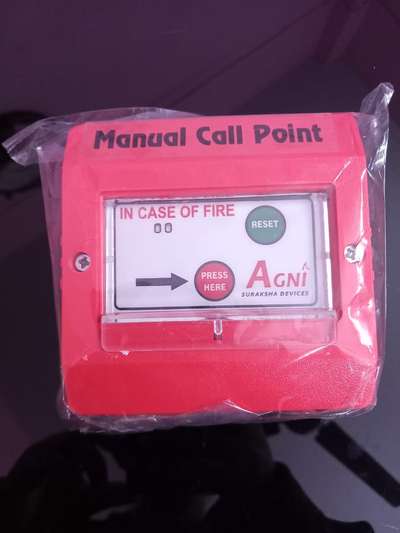 Manual Call Point
IN CASE OF FIRE
RESET
PRESS
HERE
AGNI
SURAKSHA DEVICES